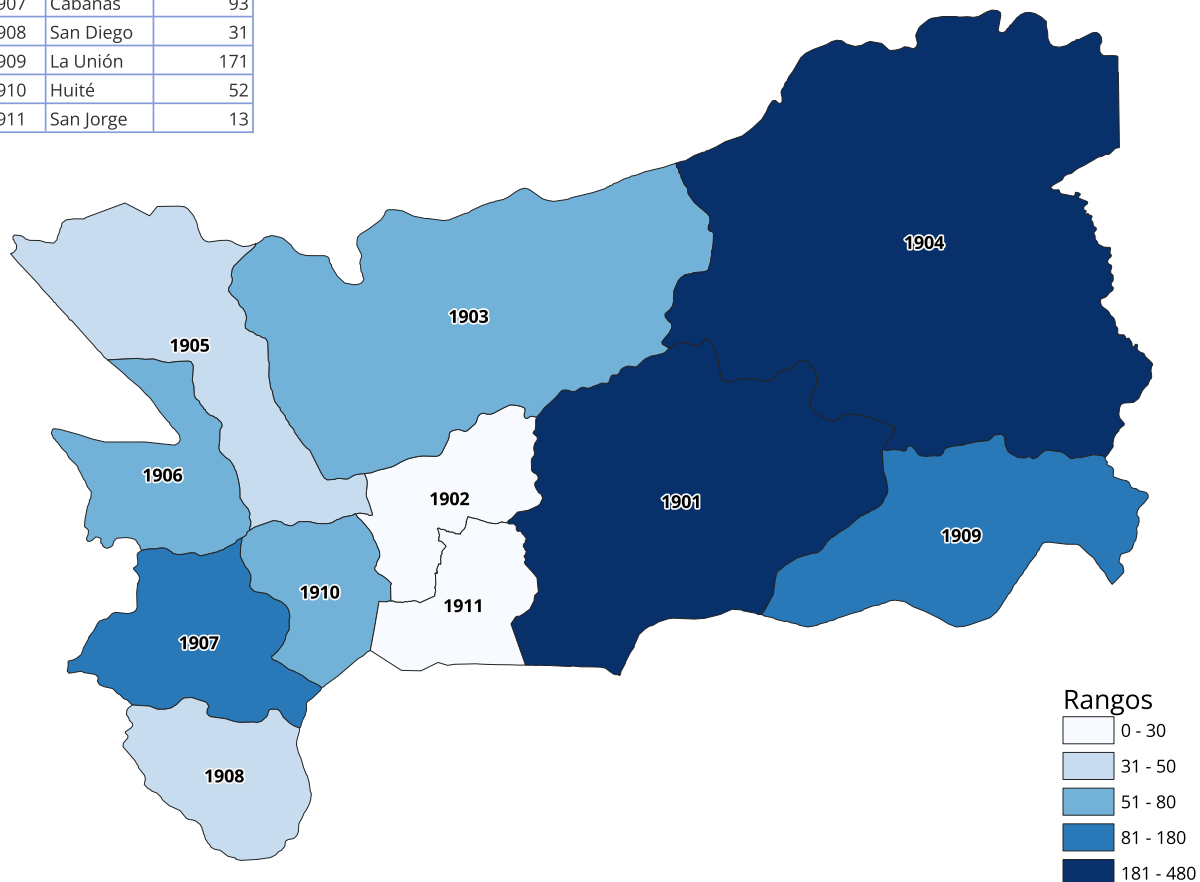 907 Cabañas 93
908 San Diego 31
909 La Unión 171
910 Huité 52
911 San Jorge 13
1904
1903
1905
1906
1902
1901
1909
1910
1911
1907
1908
Rangos
0 - 30
31 - 50
51 - 80
81 - 180
181 - 480